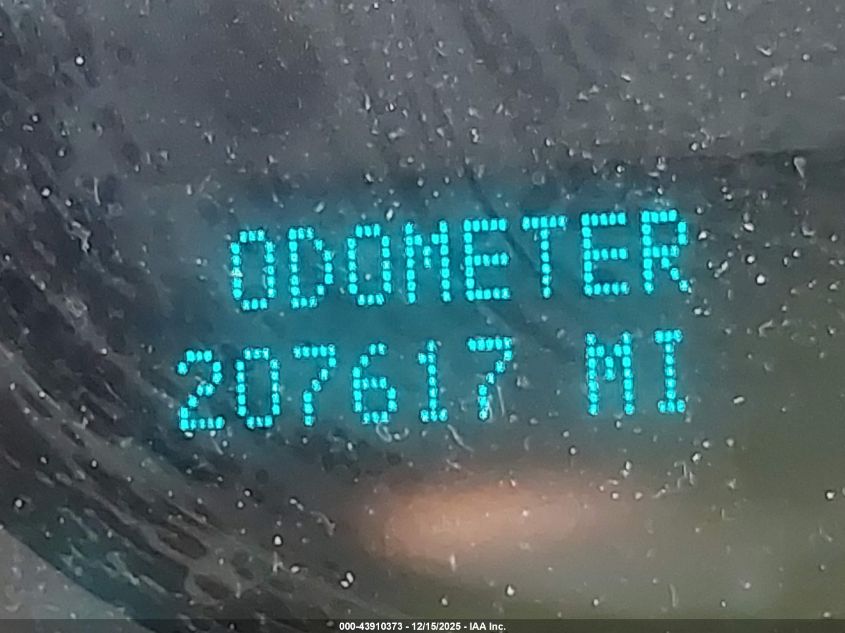 ODOMETER
207617 MI
000-43910373 - 12/15/2025 - IAA Inc.